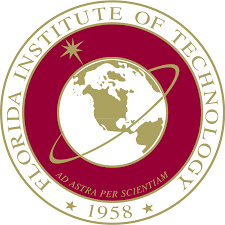 FLORIDA INSTITUTE OF TECHNOLOGY
AD ASTRA PER SCIENTIAM
1958